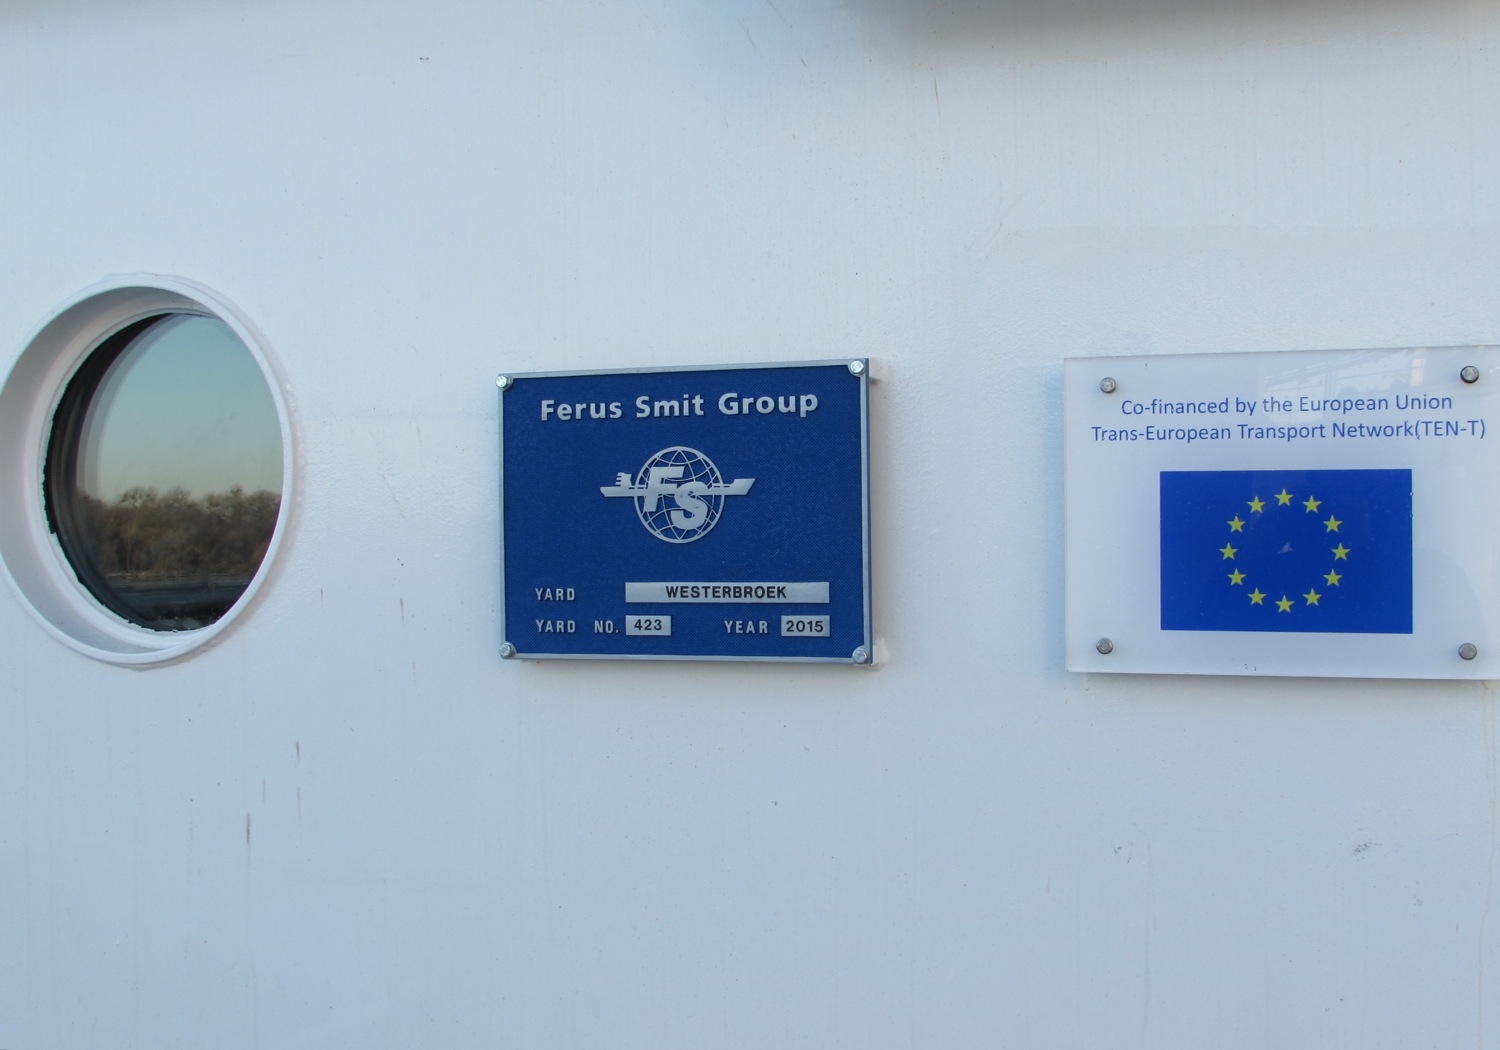 Ferus Smit Group
FS
YARD WESTERBROEK
YARD NO. 423 YEAR 2015
Co-financed by the European Union
Trans-European Transport Network(TEN-T)